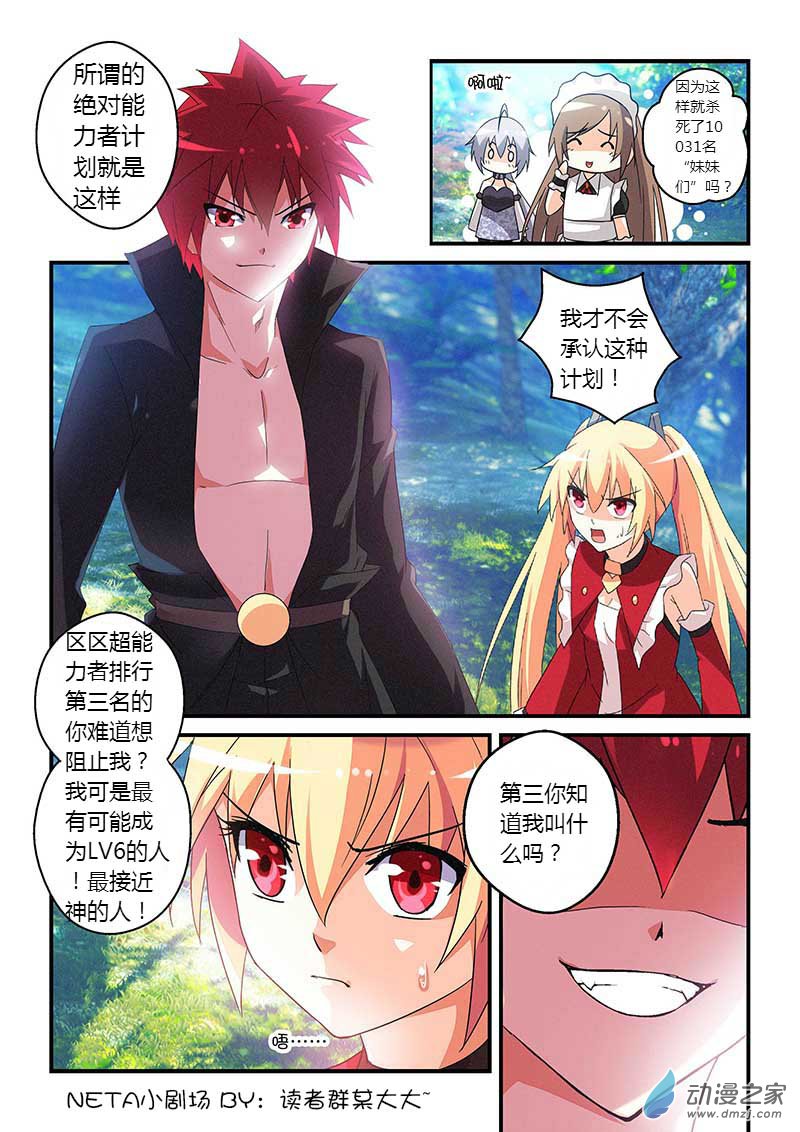 所谓的
绝对能
力者计
划就是
这样
啊啦~
因为这
样就杀
死了10
031名
“妹妹
们”吗？
我才不会
承认这种
计划！
区区超能
力者排行
第三名的
你难道想
阻止我？
我可是最
有可能成
为LV6的人
！最接近
神的人！
唔……
第三你知
道我叫什
么吗？
NETA小剧场 BY：读者群某大大~
动漫之家
www.dmzj.com